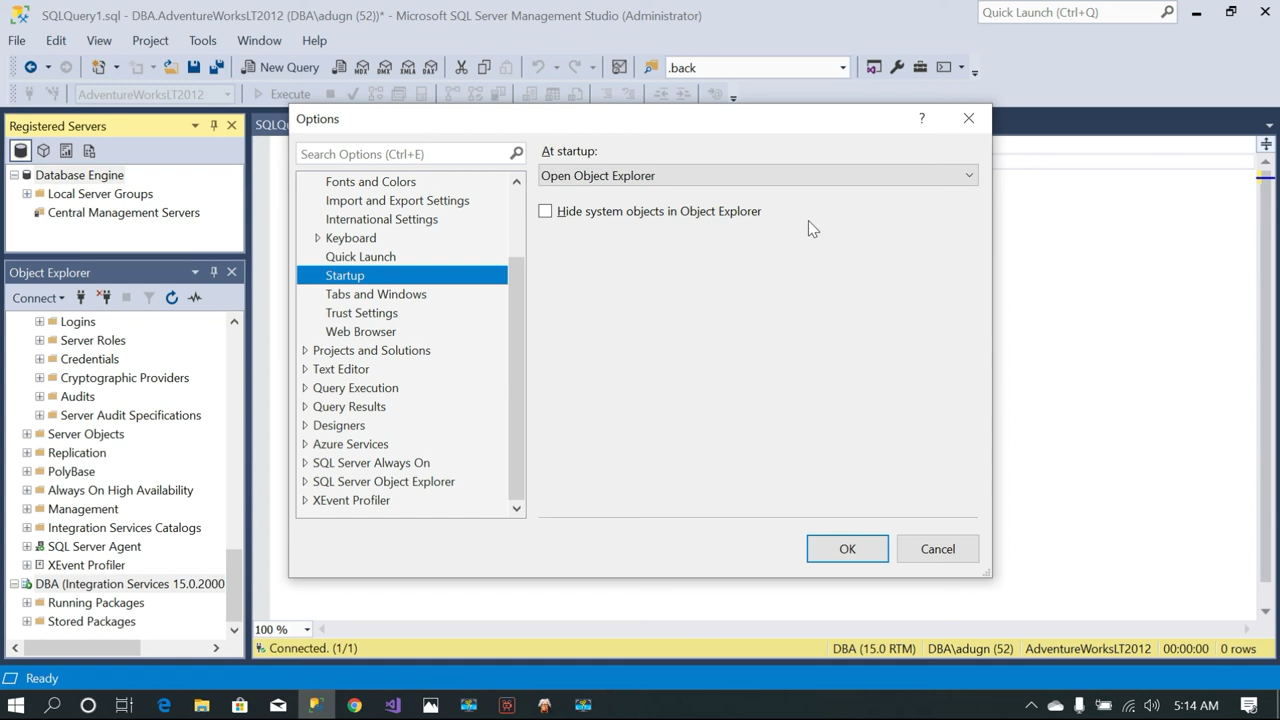 SQLQuery1.sql - DBA.AdventureWorksLT2012 (DBA\adugn (52))* - Microsoft SQL Server Management Studio (Administrator)
Quick Launch (Ctrl+Q)
File Edit View Project Tools Window Help
New Query MDX DMX XMLA DAX .back
AdventureWorksLT2012 Execute
Registered Servers
Database Engine
Local Server Groups
Central Management Servers
Object Explorer
Connect
Logins
Server Roles
Credentials
Cryptographic Providers
Audits
Server Audit Specifications
Server Objects
Replication
PolyBase
Always On High Availability
Management
Integration Services Catalogs
SQL Server Agent
XEvent Profiler
DBA (Integration Services 15.0.2000
Running Packages
Stored Packages
SQLQu
Options
?
Search Options (Ctrl+E)
Fonts and Colors
Import and Export Settings
International Settings
Keyboard
Quick Launch
Startup
Tabs and Windows
Trust Settings
Web Browser
Projects and Solutions
Text Editor
Query Execution
Query Results
Designers
Azure Services
SQL Server Always On
SQL Server Object Explorer
XEvent Profiler
At startup:
Open Object Explorer
Hide system objects in Object Explorer
OK Cancel
100 %
Connected. (1/1) DBA (15.0 RTM) DBA\adugn (52) AdventureWorksLT2012 00:00:00 0 rows
Ready
5:14 AM